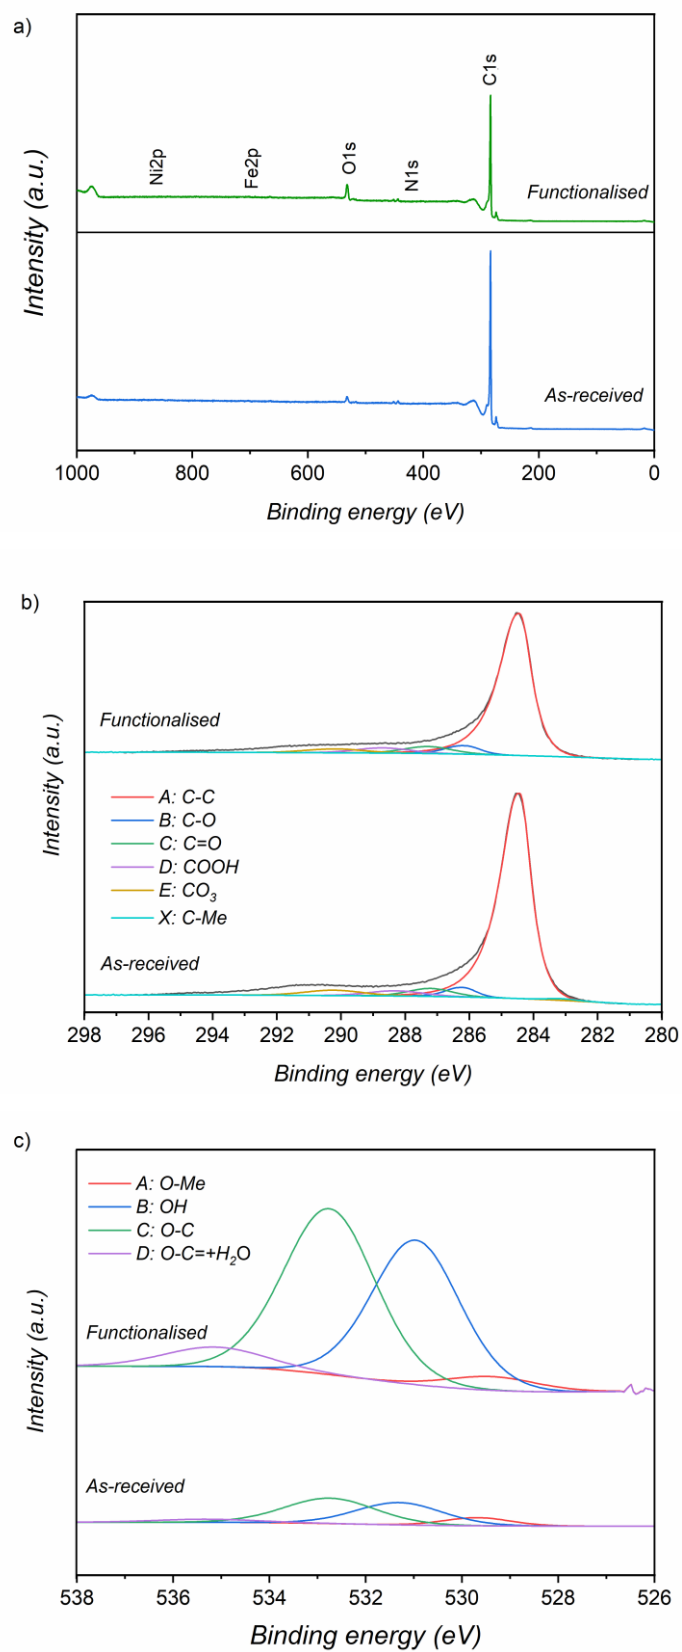 a)
C1s
Ni2p
Fe2p
O1s
N1s
Functionalised
As-received
Intensity (a.u.)
1000 800 600 400 200 0
Binding energy (eV)
b)
Functionalised
A: C-C
B: C-O
C: C=O
D: COOH
E: CO₃
X: C-Me
As-received
Intensity (a.u.)
298 296 294 292 290 288 286 284 282 280
Binding energy (eV)
c)
A: O-Me
B: OH
C: O-C
D: O-C=+H₂O
Functionalised
As-received
Intensity (a.u.)
538 536 534 532 530 528 526
Binding energy (eV)